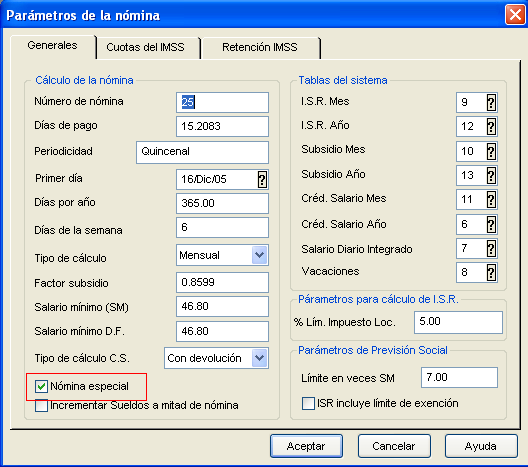 Parámetros de la nómina
Generales
Cuotas del IMSS
Retención IMSS
Cálculo de la nómina
Número de nómina 25
Días de pago 15.2083
Periodicidad Quincenal
Primer día 16/Dic/05 ?
Días por año 365.00
Días de la semana 6
Tipo de cálculo Mensual
Factor subsidio 0.8599
Salario mínimo (SM) 46.80
Salario mínimo D.F. 46.80
Tipo de cálculo C.S. Con devolución
Nómina especial
Incrementar Sueldos a mitad de nómina
Tablas del sistema
I.S.R. Mes 9 ?
I.S.R. Año 12 ?
Subsidio Mes 10 ?
Subsidio Año 13 ?
Créd. Salario Mes 11 ?
Créd. Salario Año 6 ?
Salario Diario Integrado 7 ?
Vacaciones 8 ?
Párametros para cálculo de I.S.R.
% Lím. Impuesto Loc. 5.00
Parámetros de Previsión Social
Límite en veces SM 7.00
ISR incluye límite de exención
Aceptar
Cancelar
Ayuda